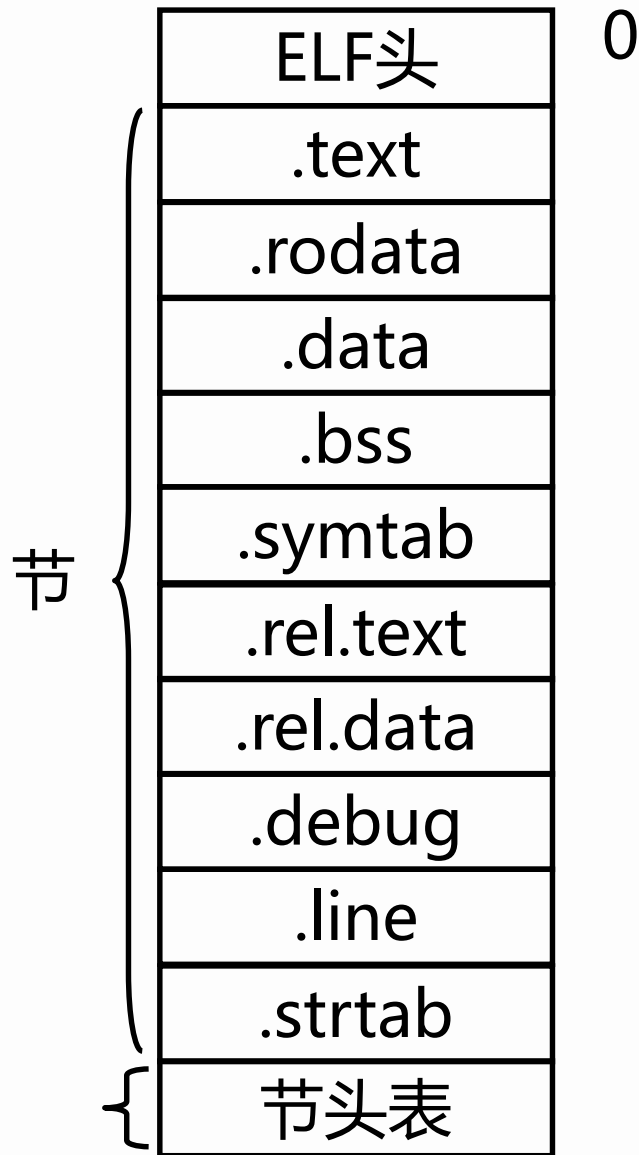 ELF头
0
.text
.rodata
.data
.bss
.symtab
节
.rel.text
.rel.data
.debug
.line
.strtab
节头表